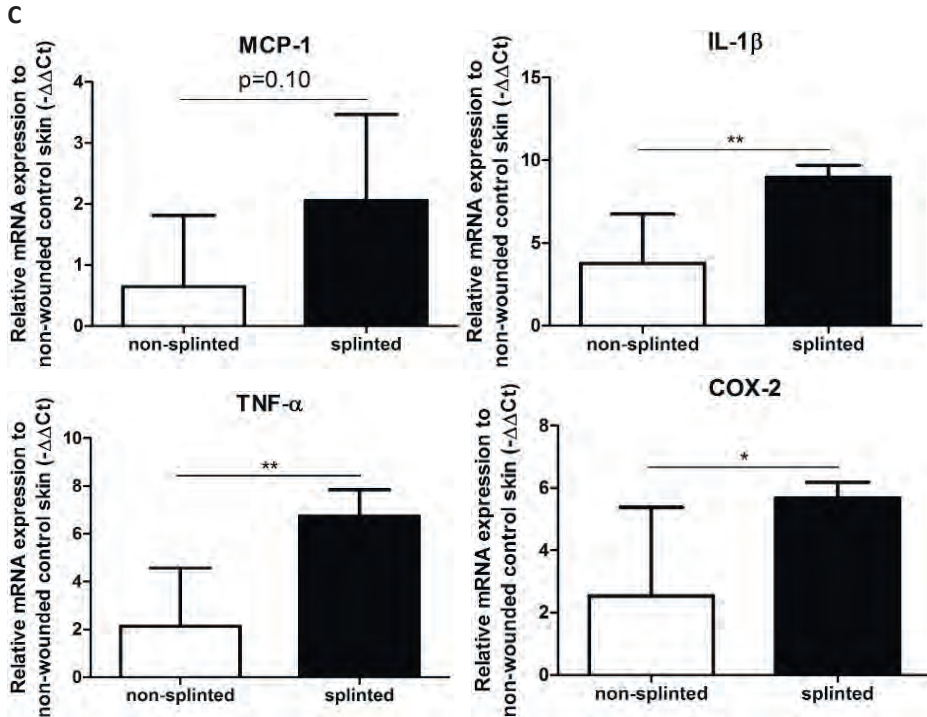 C
MCP-1
p=0.10
Relative mRNA expression to
non-wounded control skin (-ΔΔCt)
4
3
2
1
0
non-splinted splinted
IL-1β
**
Relative mRNA expression to
non-wounded control skin (-ΔΔCt)
15
10
5
0
non-splinted splinted
TNF-α
**
Relative mRNA expression to
non-wounded control skin (-ΔΔCt)
10
8
6
4
2
0
non-splinted splinted
COX-2
*
Relative mRNA expression to
non-wounded control skin (-ΔΔCt)
8
6
4
2
0
non-splinted splinted